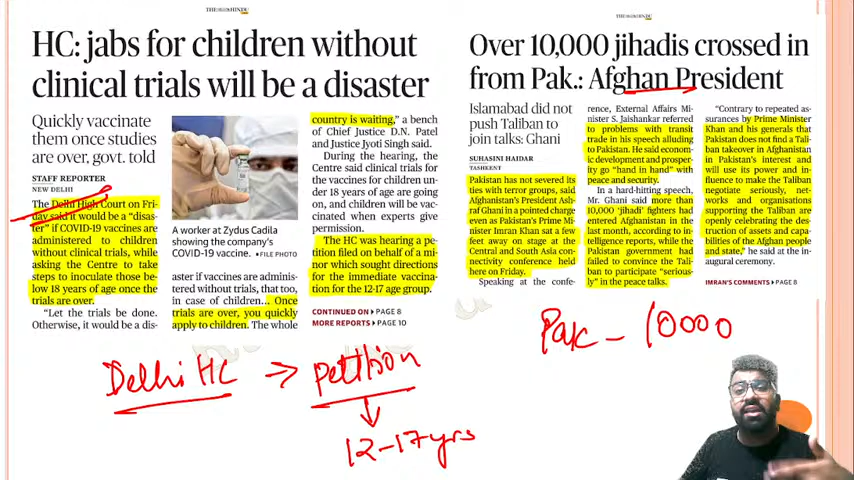 THE HINDU
HC: jabs for children without
clinical trials will be a disaster
Quickly vaccinate
them once studies
are over, govt. told
STAFF REPORTER
NEW DELHI
The Delhi High Court on Fri-
day said it would be a “disas-
ter” if COVID-19 vaccines are
administered to children
without clinical trials, while
asking the Centre to take
steps to inoculate those be-
low 18 years of age once the
trials are over.
“Let the trials be done.
Otherwise, it would be a dis-
A worker at Zydus Cadila
showing the company’s
COVID-19 vaccine. • FILE PHOTO
aster if vaccines are adminis-
tered without trials, that too,
in case of children... Once
trials are over, you quickly
apply to children. The whole
country is waiting,” a bench
of Chief Justice D.N. Patel
and Justice Jyoti Singh said.
During the hearing, the
Centre said clinical trials for
the vaccines for children un-
der 18 years of age are going
on, and children will be vac-
cinated when experts give
permission.
The HC was hearing a pe-
tition filed on behalf of a mi-
nor which sought directions
for the immediate vaccina-
tion for the 12-17 age group.
CONTINUED ON ▸ PAGE 8
MORE REPORTS ▸ PAGE 10
THE HINDU
Over 10,000 jihadis crossed in
from Pak.: Afghan President
Islamabad did not
push Taliban to
join talks: Ghani
SUHASINI HAIDAR
TASHKENT
Pakistan has not severed its
ties with terror groups, said
Afghanistan’s President Ash-
raf Ghani in a pointed charge
even as Pakistan’s Prime Mi-
nister Imran Khan sat a few
feet away on stage at the
Central and South Asia con-
nectivity conference held
here on Friday.
Speaking at the confe-
rence, External Affairs Mi-
nister S. Jaishankar referred
to problems with transit
trade in his speech alluding
to Pakistan. He said econom-
ic development and prosper-
ity go “hand in hand” with
peace and security.
In a hard-hitting speech,
Mr. Ghani said more than
10,000 ‘jihadi’ fighters had
entered Afghanistan in the
last month, according to in-
telligence reports, while the
Pakistan government had
failed to convince the Tali-
ban to participate “serious-
ly” in the peace talks.
“Contrary to repeated as-
surances by Prime Minister
Khan and his generals that
Pakistan does not find a Tali-
ban takeover in Afghanistan
in Pakistan’s interest and
will use its power and in-
fluence to make the Taliban
negotiate seriously, net-
works and organisations
supporting the Taliban are
openly celebrating the des-
truction of assets and capa-
bilities of the Afghan people
and state,” he said at the in-
augural ceremony.
IMRAN’S COMMENTS ▸ PAGE 8
Delhi HC → petition
12-17 yrs
Pak - 10000